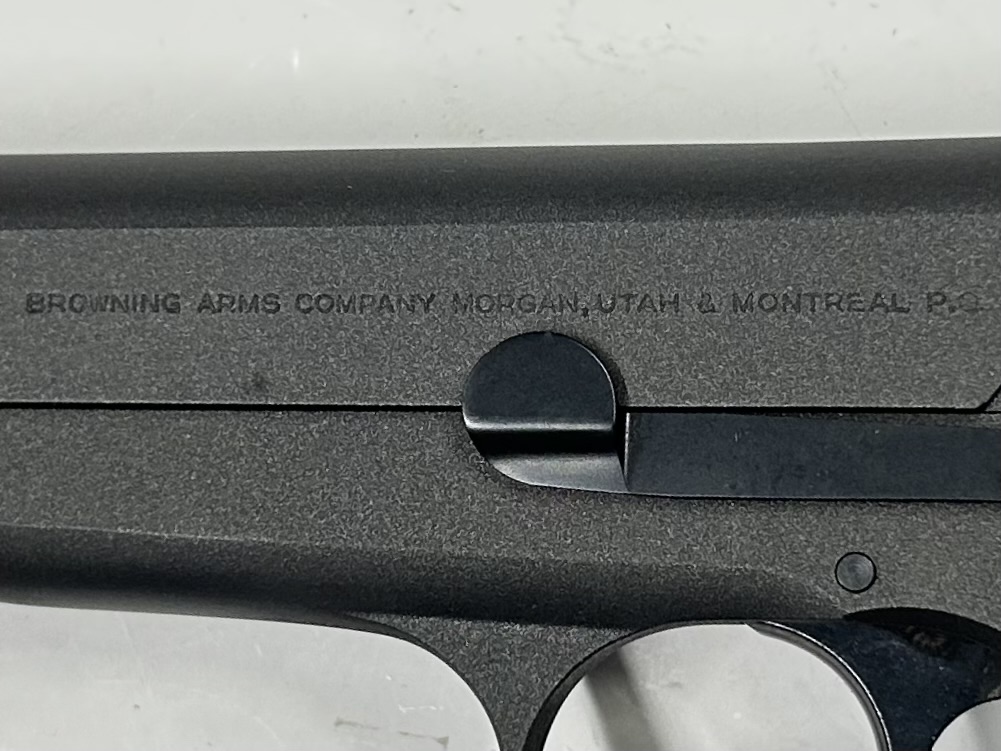 BROWNING ARMS COMPANY MORGAN, UTAH & MONTREAL P.Q.